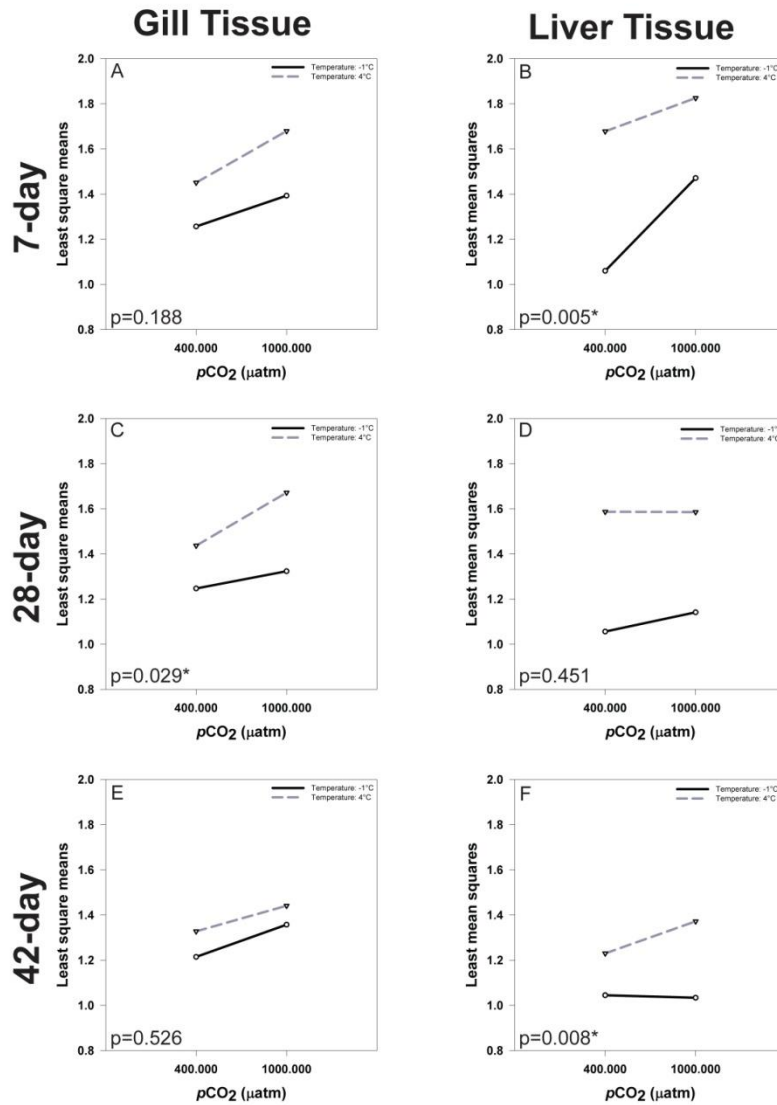 Gill Tissue
Liver Tissue
7-day
A
Temperature: -1°C
Temperature: 4°C
2.0
1.8
1.6
1.4
1.2
1.0
0.8
Least square means
p=0.188
400.000 1000.000
pCO2 (µatm)
B
Temperature: -1°C
Temperature: 4°C
2.0
1.8
1.6
1.4
1.2
1.0
0.8
Least mean squares
p=0.005*
400.000 1000.000
pCO2 (µatm)
28-day
C
Temperature: -1°C
Temperature: 4°C
2.0
1.8
1.6
1.4
1.2
1.0
0.8
Least square means
p=0.029*
400.000 1000.000
pCO2 (µatm)
D
Temperature: -1°C
Temperature: 4°C
2.0
1.8
1.6
1.4
1.2
1.0
0.8
Least mean squares
p=0.451
400.000 1000.000
pCO2 (µatm)
42-day
E
Temperature: -1°C
Temperature: 4°C
2.0
1.8
1.6
1.4
1.2
1.0
0.8
Least square means
p=0.526
400.000 1000.000
pCO2 (µatm)
F
Temperature: -1°C
Temperature: 4°C
2.0
1.8
1.6
1.4
1.2
1.0
0.8
Least mean squares
p=0.008*
400.000 1000.000
pCO2 (µatm)